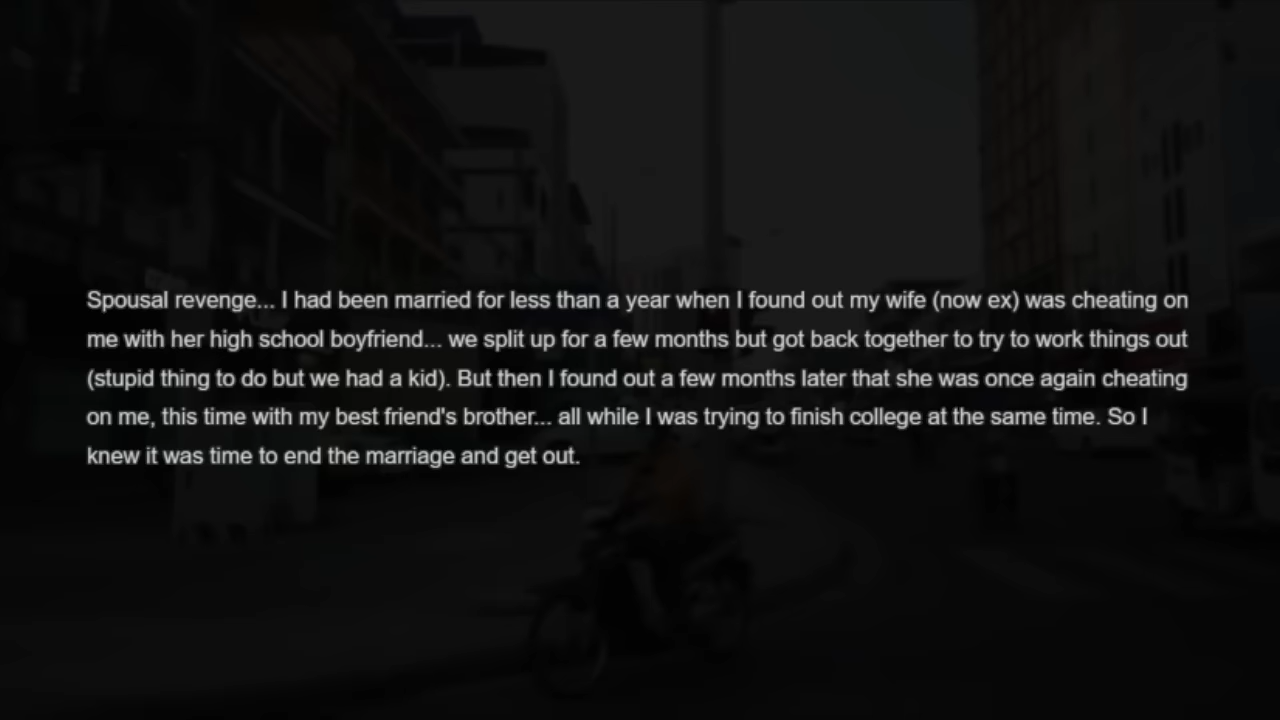 Spousal revenge... I had been married for less than a year when I found out my wife (now ex) was cheating on
me with her high school boyfriend... we split up for a few months but got back together to try to work things out
(stupid thing to do but we had a kid). But then I found out a few months later that she was once again cheating
on me, this time with my best friend's brother... all while I was trying to finish college at the same time. So I
knew it was time to end the marriage and get out.